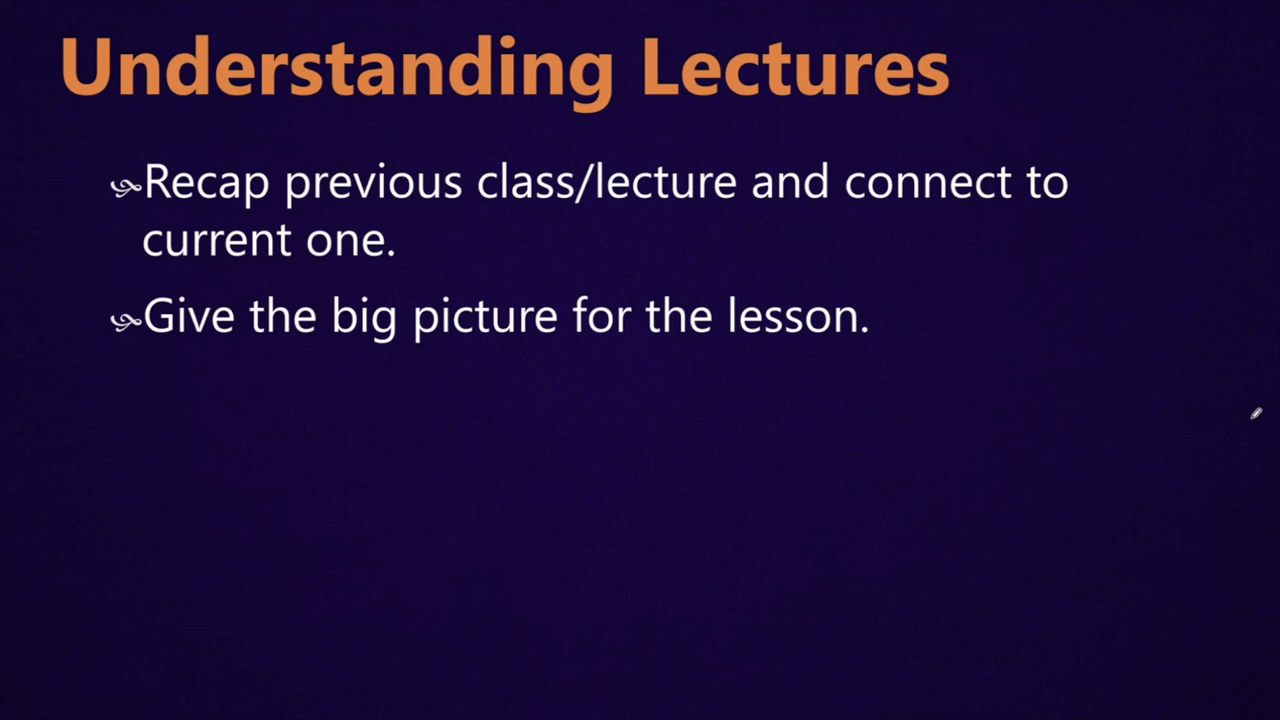 Understanding Lectures
Recap previous class/lecture and connect to
current one.
Give the big picture for the lesson.